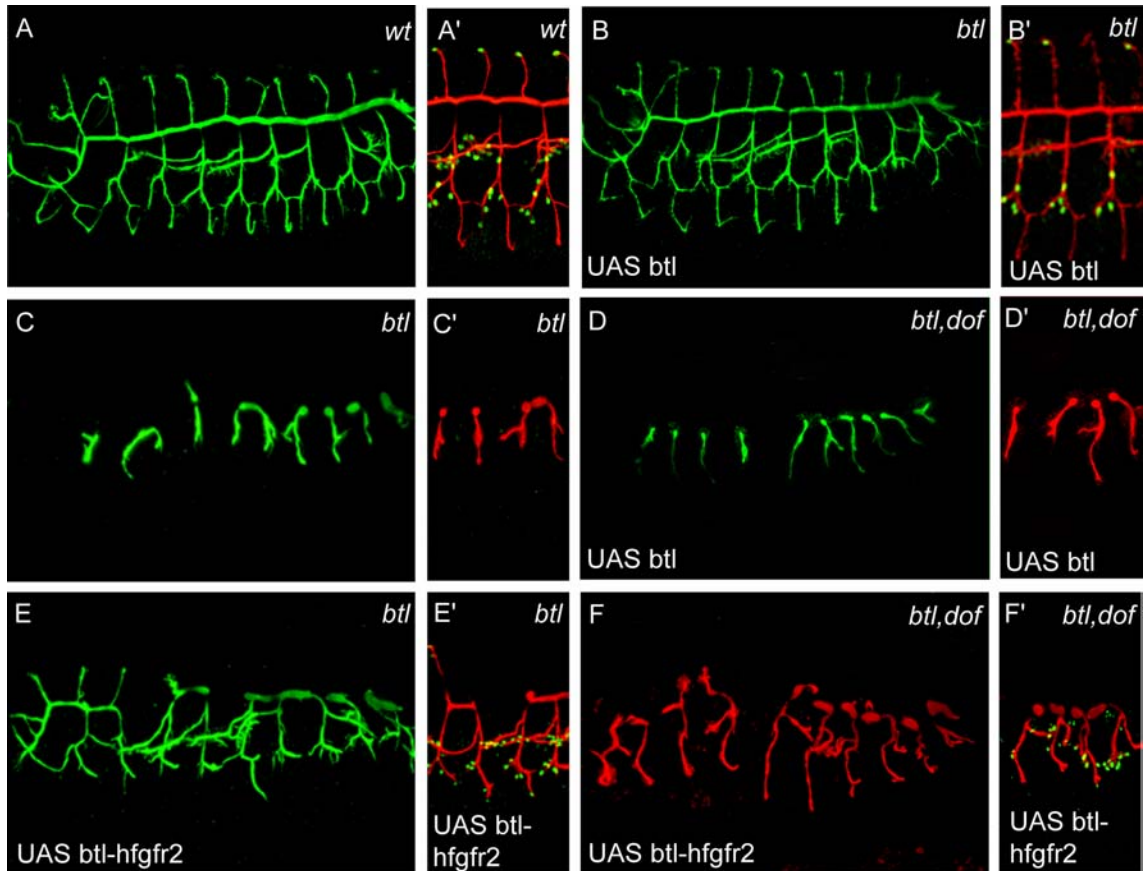 A wt
A' wt
B btl
UAS btl
B' btl
UAS btl
C btl
C' btl
D btl,dof
UAS btl
D' btl,dof
UAS btl
E btl
UAS btl-hfgfr2
E' btl
UAS btl-
hfgfr2
F btl,dof
UAS btl-hfgfr2
F' btl,dof
UAS btl-
hfgfr2